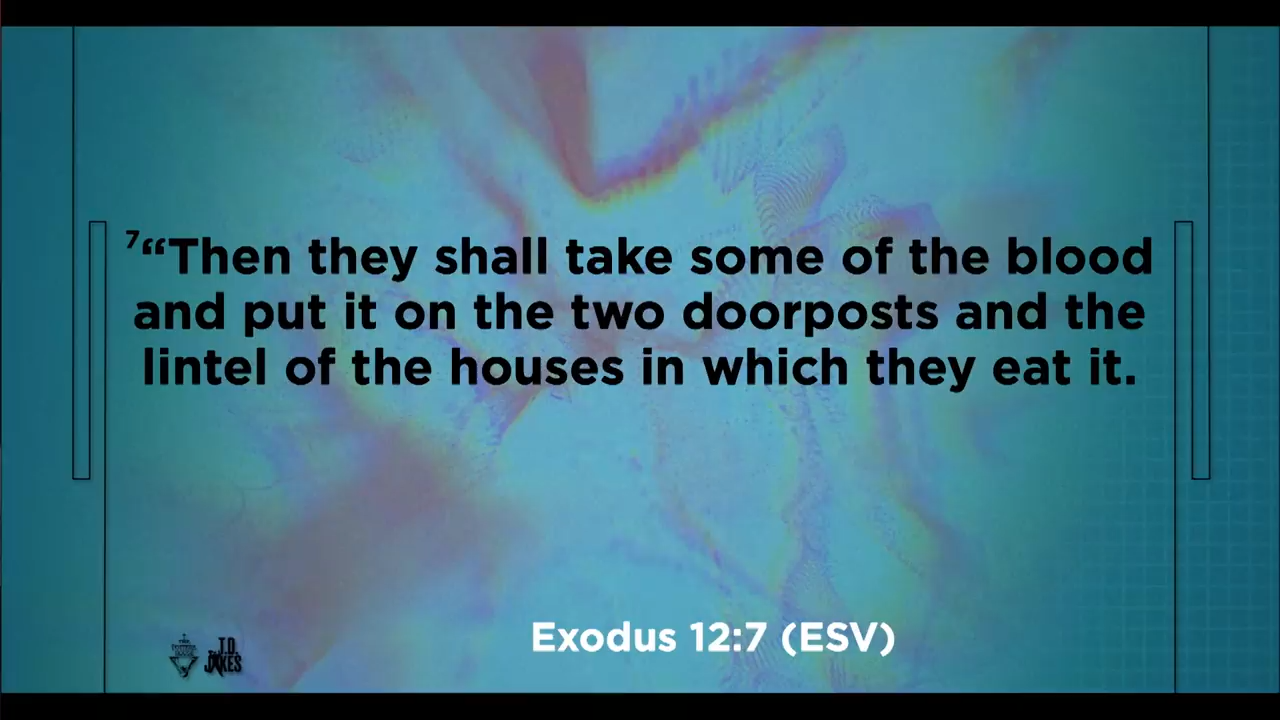 7“Then they shall take some of the blood
and put it on the two doorposts and the
lintel of the houses in which they eat it.
Exodus 12:7 (ESV)
T.D.
JAKES